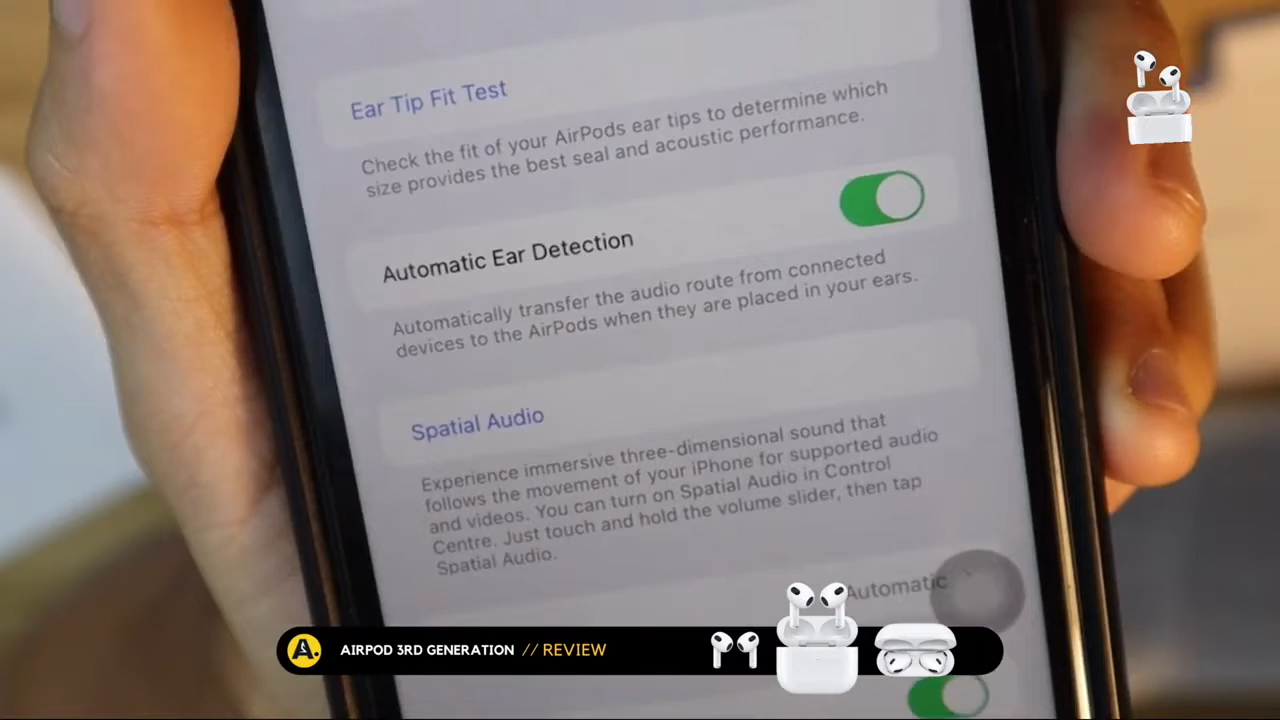 Ear Tip Fit Test
Check the fit of your AirPods ear tips to determine which
size provides the best seal and acoustic performance.
Automatic Ear Detection
Automatically transfer the audio route from connected
devices to the AirPods when they are placed in your ears.
Spatial Audio
Experience immersive three-dimensional sound that
follows the movement of your iPhone for supported audio
and videos. You can turn on Spatial Audio in Control
Centre. Just touch and hold the volume slider, then tap
Spatial Audio.
Automatic
A. AIRPOD 3RD GENERATION // REVIEW